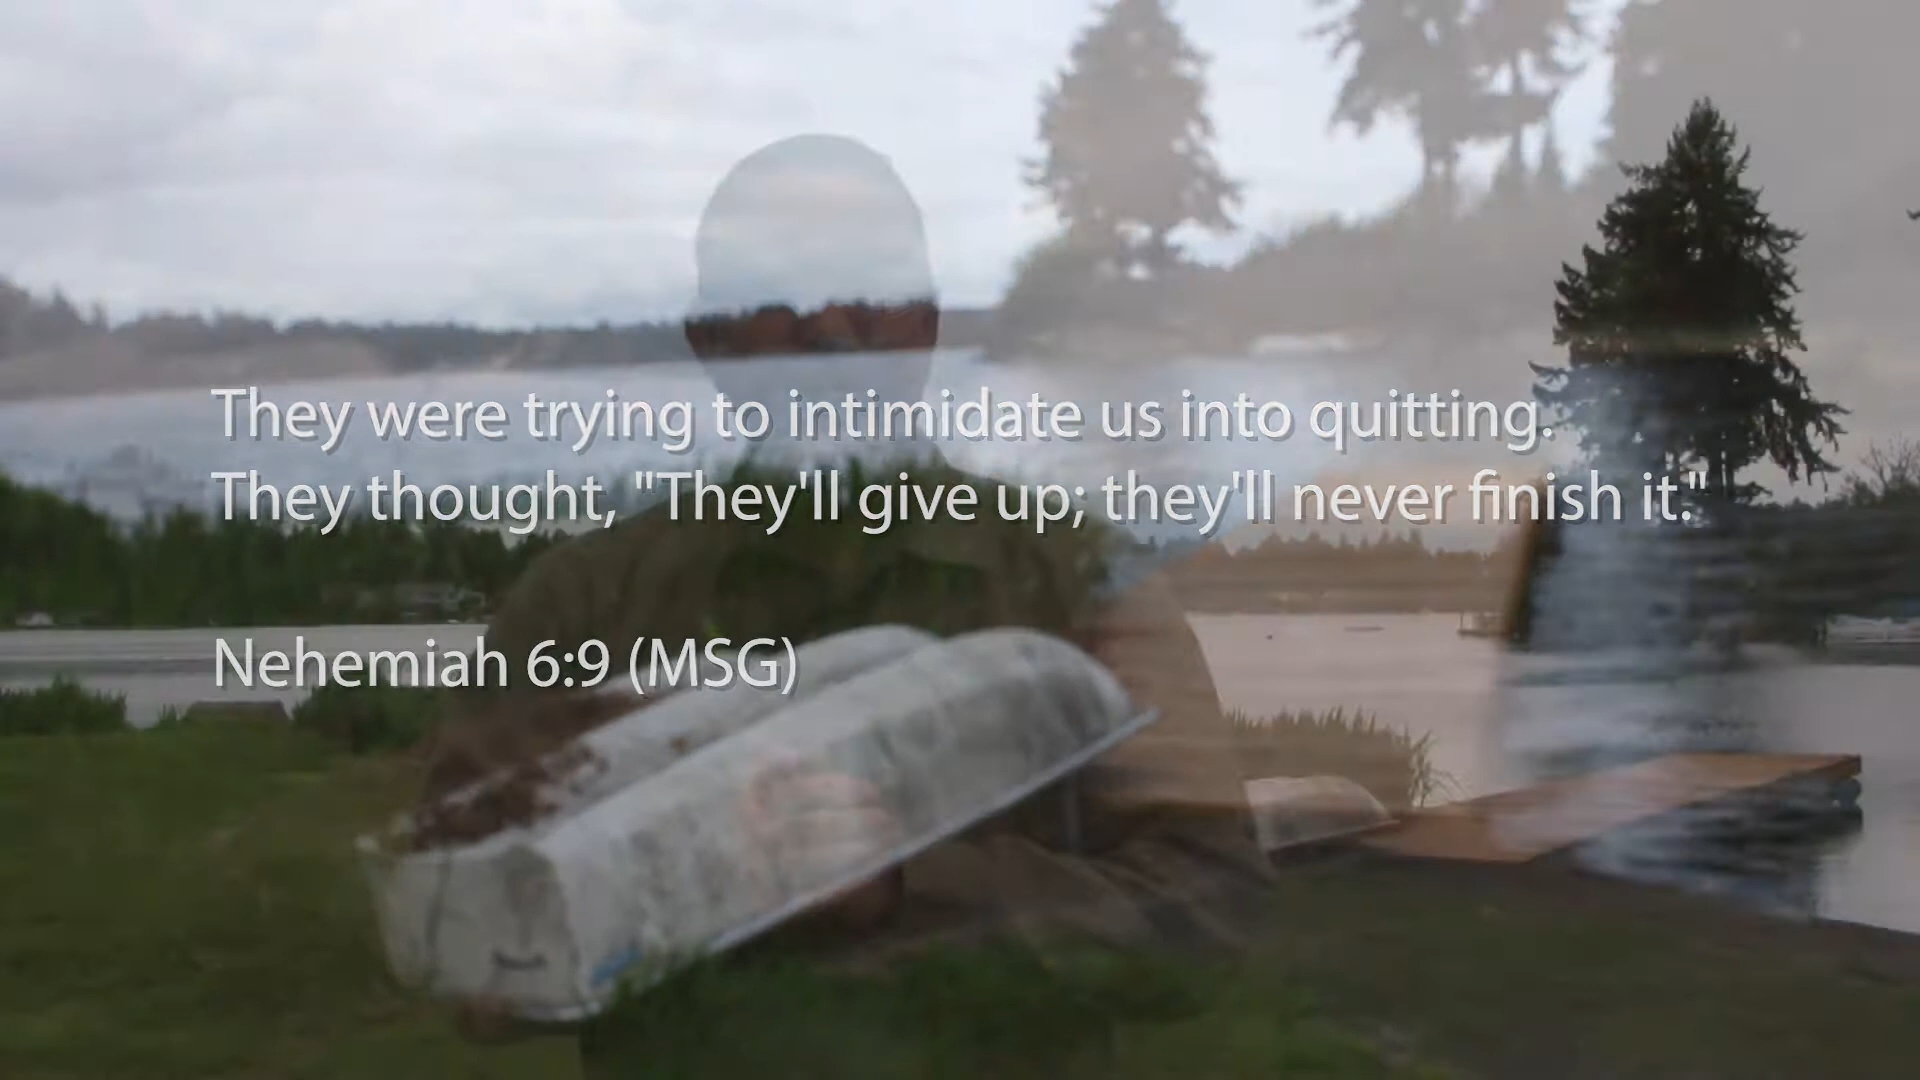 They were trying to intimidate us into quitting.
They thought, "They'll give up; they'll never finish it."
Nehemiah 6:9 (MSG)